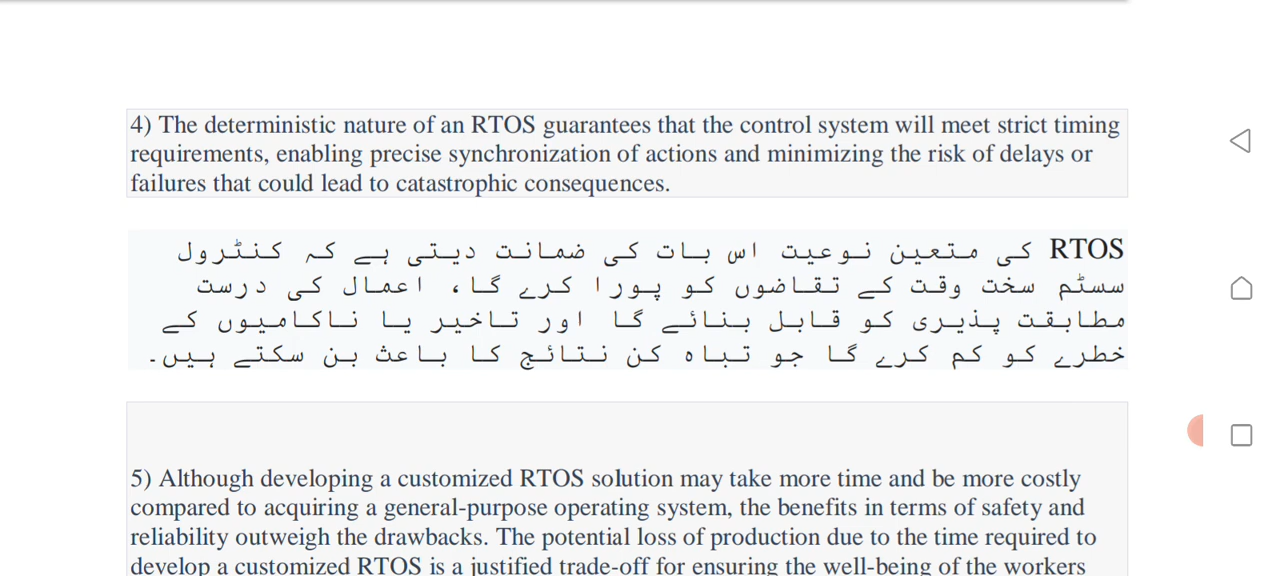 4) The deterministic nature of an RTOS guarantees that the control system will meet strict timing
requirements, enabling precise synchronization of actions and minimizing the risk of delays or
failures that could lead to catastrophic consequences.
RTOS کی متعین نوعیت اس بات کی ضمانت دیتی ہے کہ کنٹرول
سسٹم سخت وقت کے تقاضوں کو پورا کرے گا، اعمال کی درست
مطابقت پذیری کو قابل بنائے گا اور تاخیر یا ناکامیوں کے
خطرے کو کم کرے گا جو تباہ کن نتائج کا باعث بن سکتے ہیں۔
5) Although developing a customized RTOS solution may take more time and be more costly
compared to acquiring a general-purpose operating system, the benefits in terms of safety and
reliability outweigh the drawbacks. The potential loss of production due to the time required to
develop a customized RTOS is a justified trade-off for ensuring the well-being of the workers